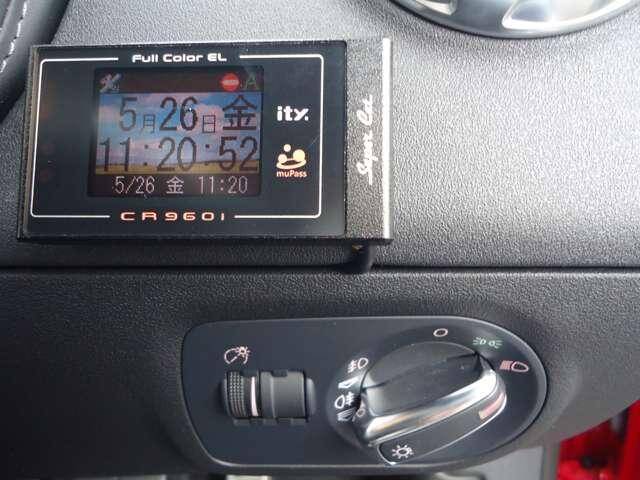 Full Color EL
A
5月26日金
11:20:52
5/26 金 11:20
ity.
muPass
Super Cat
CR960i